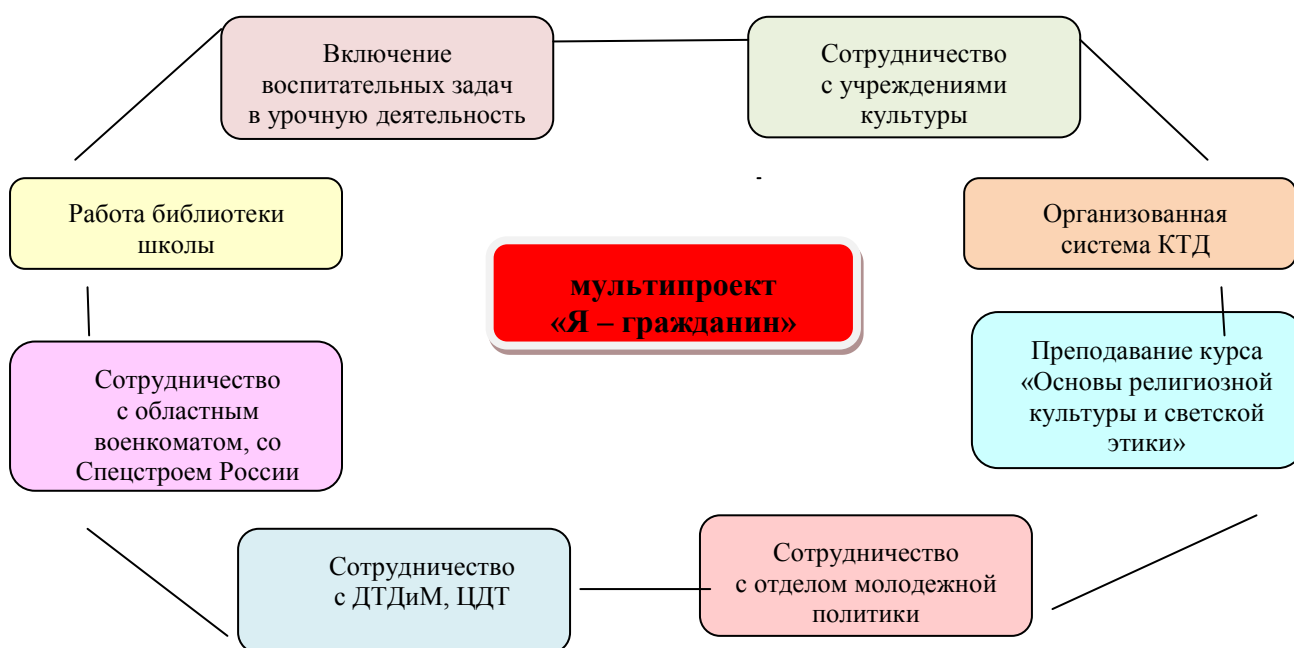 Включение
воспитательных задач
в урочную деятельность
Сотрудничество
с учреждениями
культуры
Работа библиотеки
школы
Организованная
система КТД
мультипроект
«Я – гражданин»
Сотрудничество
с областным
военкоматом, со
Спецстроем России
Преподавание курса
«Основы религиозной
культуры и светской
этики»
Сотрудничество
с ДТДиМ, ЦДТ
Сотрудничество
с отделом молодежной
политики